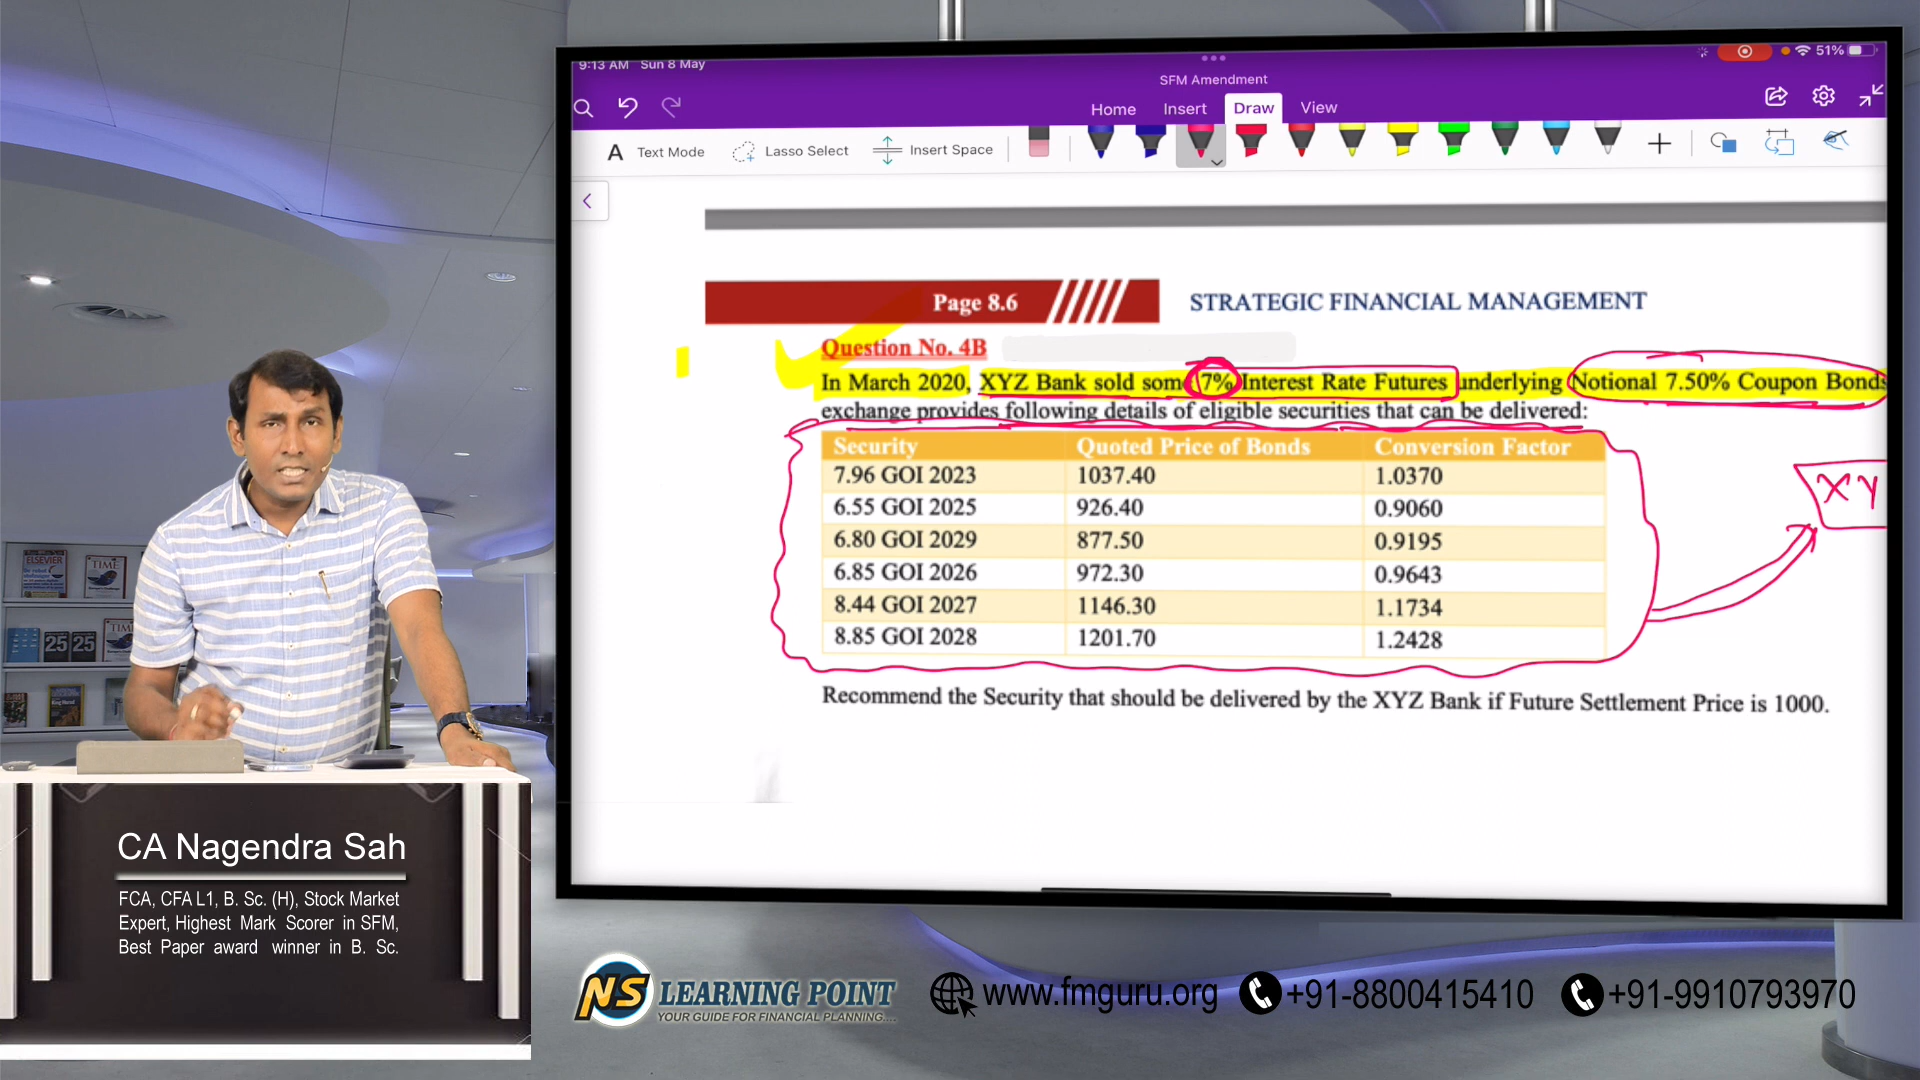 9:13 AM Sun 8 May
51%
SFM Amendment
Home Insert Draw View
A Text Mode Lasso Select Insert Space
Page 8.6 STRATEGIC FINANCIAL MANAGEMENT
Question No. 4B
In March 2020, XYZ Bank sold som 7% Interest Rate Futures underlying Notional 7.50% Coupon Bonds
exchange provides following details of eligible securities that can be delivered:
Security Quoted Price of Bonds Conversion Factor
7.96 GOI 2023 1037.40 1.0370
6.55 GOI 2025 926.40 0.9060
6.80 GOI 2029 877.50 0.9195
6.85 GOI 2026 972.30 0.9643
8.44 GOI 2027 1146.30 1.1734
8.85 GOI 2028 1201.70 1.2428
XY
Recommend the Security that should be delivered by the XYZ Bank if Future Settlement Price is 1000.
ELSEVIER
TIME
25 25 TIME
CA Nagendra Sah
FCA, CFA L1, B. Sc. (H), Stock Market
Expert, Highest Mark Scorer in SFM,
Best Paper award winner in B. Sc.
NS LEARNING POINT
YOUR GUIDE FOR FINANCIAL PLANNING....
www.fmguru.org +91-8800415410 +91-9910793970